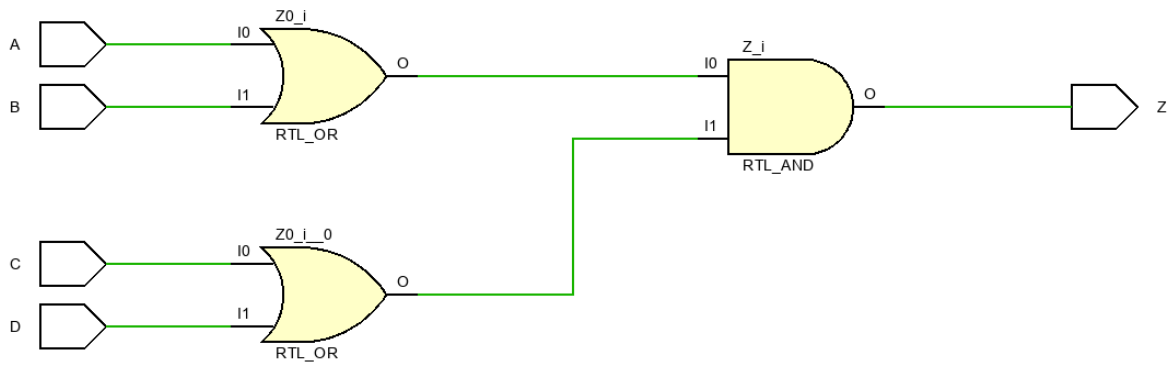 Z0_i
A
I0
O
B
I1
RTL_OR
Z_i
I0
I1
O
RTL_AND
Z
Z0_i__0
C
I0
O
D
I1
RTL_OR